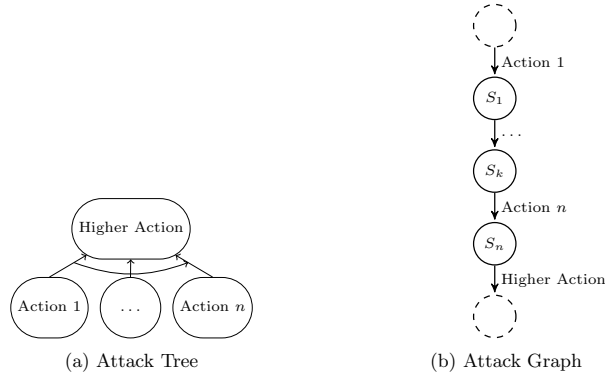 Higher Action
Action 1
...
Action n
(a) Attack Tree
Action 1
S1
...
Sk
Action n
Sn
Higher Action
(b) Attack Graph